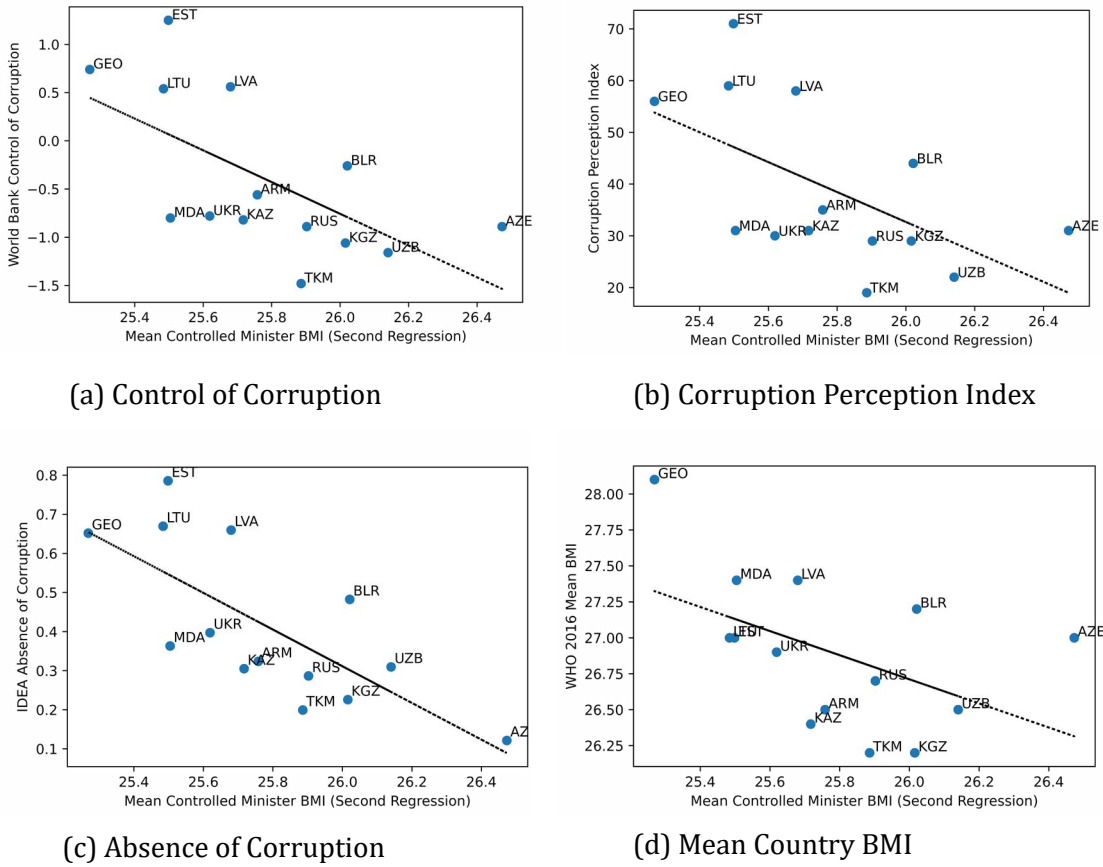 EST
1.0
GEO
LTU
LVA
0.5
World Bank Control of Corruption
0.0
BLR
ARM
−0.5
MDA
UKR
KAZ
RUS
AZE
−1.0
KGZ
UZB
TKM
−1.5
25.4 25.6 25.8 26.0 26.2 26.4
Mean Controlled Minister BMI (Second Regression)
(a) Control of Corruption
70
EST
60
LTU
LVA
GEO
Corruption Perception Index
50
BLR
40
ARM
MDA
UKR
KAZ
RUS
KGZ
AZE
30
UZB
TKM
20
25.4 25.6 25.8 26.0 26.2 26.4
Mean Controlled Minister BMI (Second Regression)
(b) Corruption Perception Index
0.8
EST
0.7
LTU
LVA
GEO
0.6
IDEA Absence of Corruption
0.5
BLR
0.4
UKR
MDA
ARM
KAZ
RUS
UZB
0.3
KGZ
TKM
0.2
AZ
0.1
25.4 25.6 25.8 26.0 26.2 26.4
Mean Controlled Minister BMI (Second Regression)
(c) Absence of Corruption
GEO
28.00
27.75
27.50
MDA
LVA
WHO 2016 Mean BMI
27.25
BLR
27.00
EST
AZE
UKR
26.75
RUS
26.50
ARM
UZB
KAZ
26.25
TKM
KGZ
25.4 25.6 25.8 26.0 26.2 26.4
Mean Controlled Minister BMI (Second Regression)
(d) Mean Country BMI